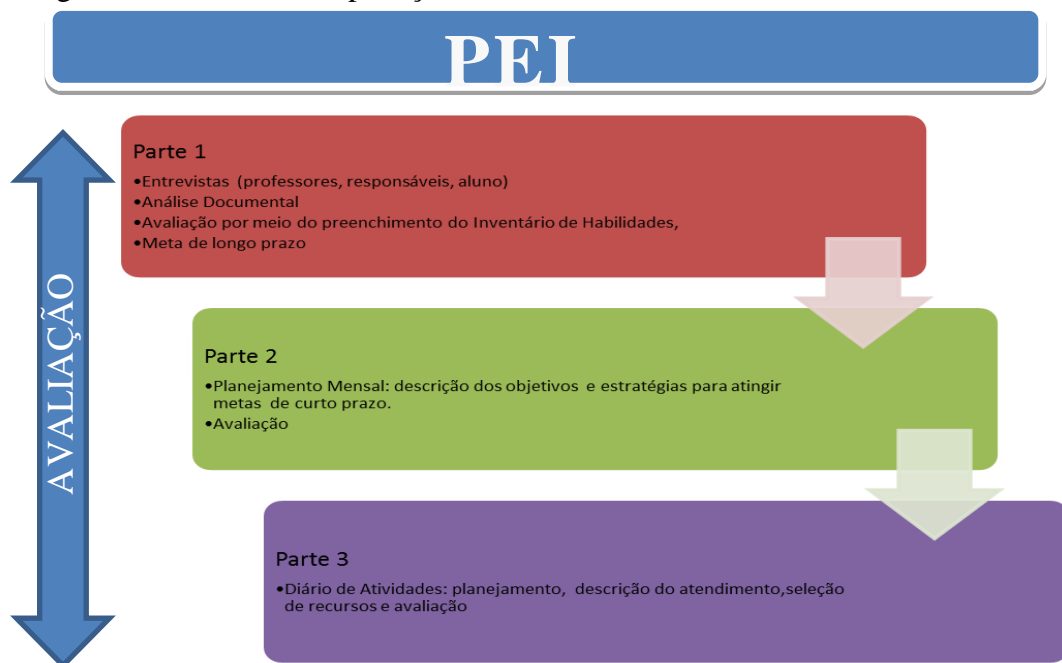 PEI
AVALIAÇÃO
Parte 1
•Entrevistas (professores, responsáveis, aluno)
•Análise Documental
•Avaliação por meio do preenchimento do Inventário de Habilidades,
•Meta de longo prazo
Parte 2
•Planejamento Mensal: descrição dos objetivos e estratégias para atingir
metas de curto prazo.
•Avaliação
Parte 3
•Diário de Atividades: planejamento, descrição do atendimento,seleção
de recursos e avaliação